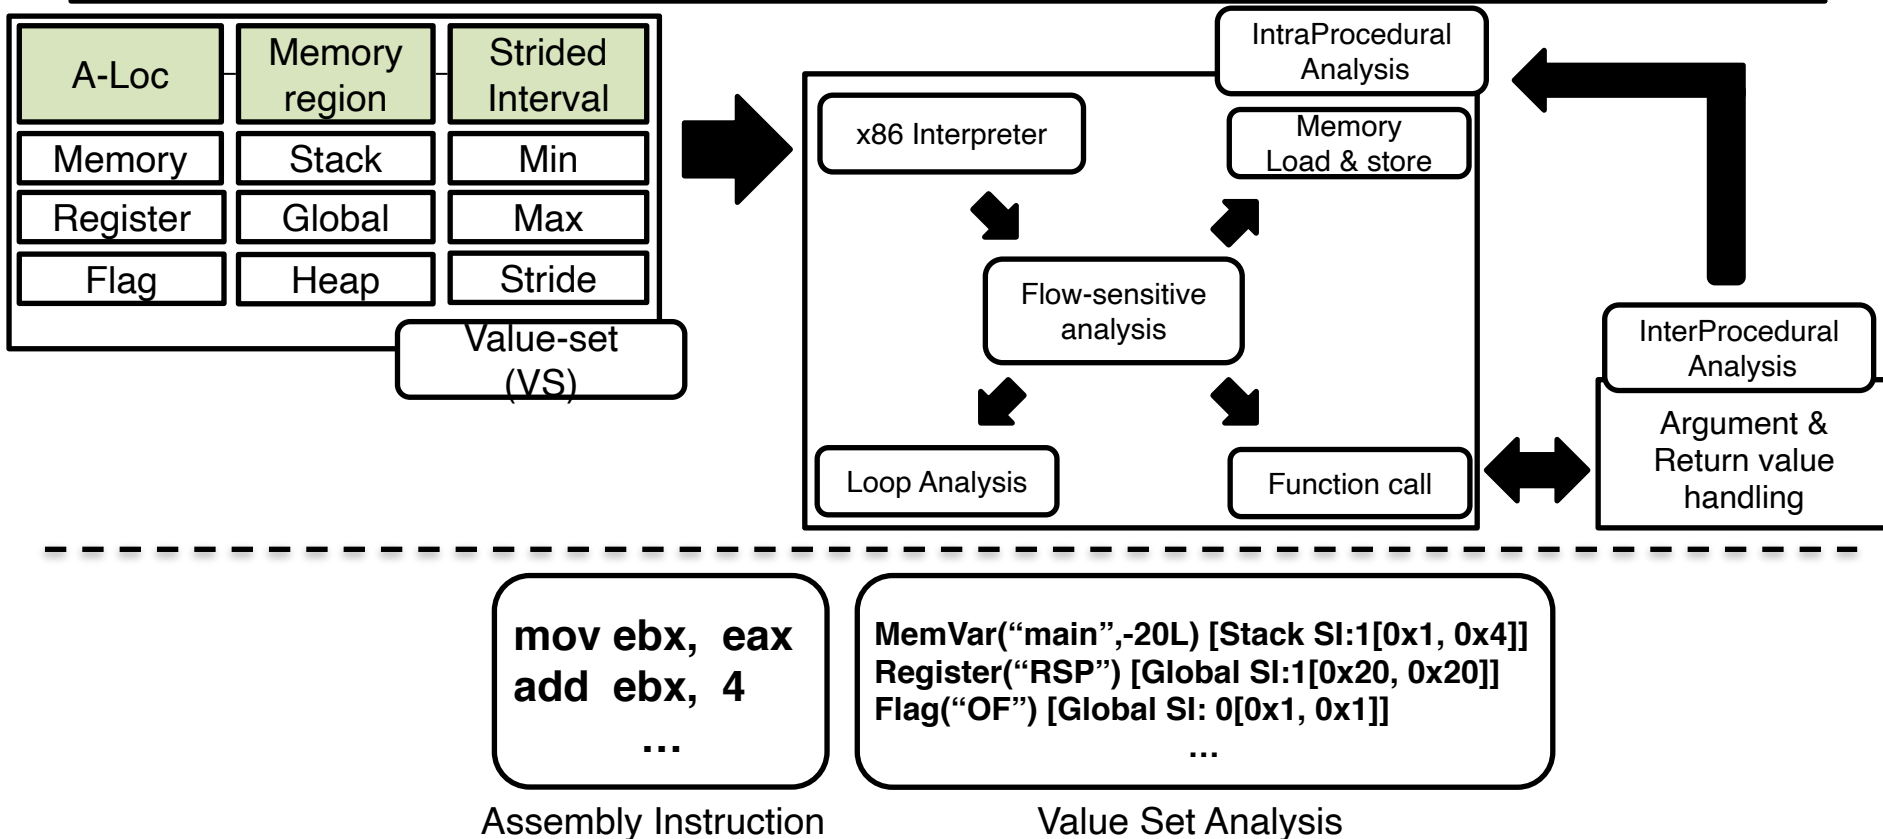 A-Loc
Memory
region
Strided
Interval
Memory
Stack
Min
Register
Global
Max
Flag
Heap
Stride
Value-set
(VS)
IntraProcedural
Analysis
x86 Interpreter
Memory
Load & store
Flow-sensitive
analysis
Loop Analysis
Function call
InterProcedural
Analysis
Argument &
Return value
handling
mov ebx, eax
add ebx, 4
...
MemVar(“main”,-20L) [Stack SI:1[0x1, 0x4]]
Register(“RSP”) [Global SI:1[0x20, 0x20]]
Flag(“OF”) [Global SI: 0[0x1, 0x1]]
...
Assembly Instruction
Value Set Analysis